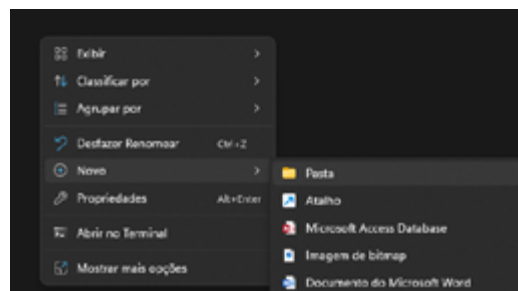 Exibir
Classificar por
Agrupar por
Desfazer Renomear Ctrl+Z
Novo
Propriedades Alt+Enter
Abrir no Terminal
Mostrar mais opções
Pasta
Atalho
Microsoft Access Database
Imagem de bitmap
Documento do Microsoft Word